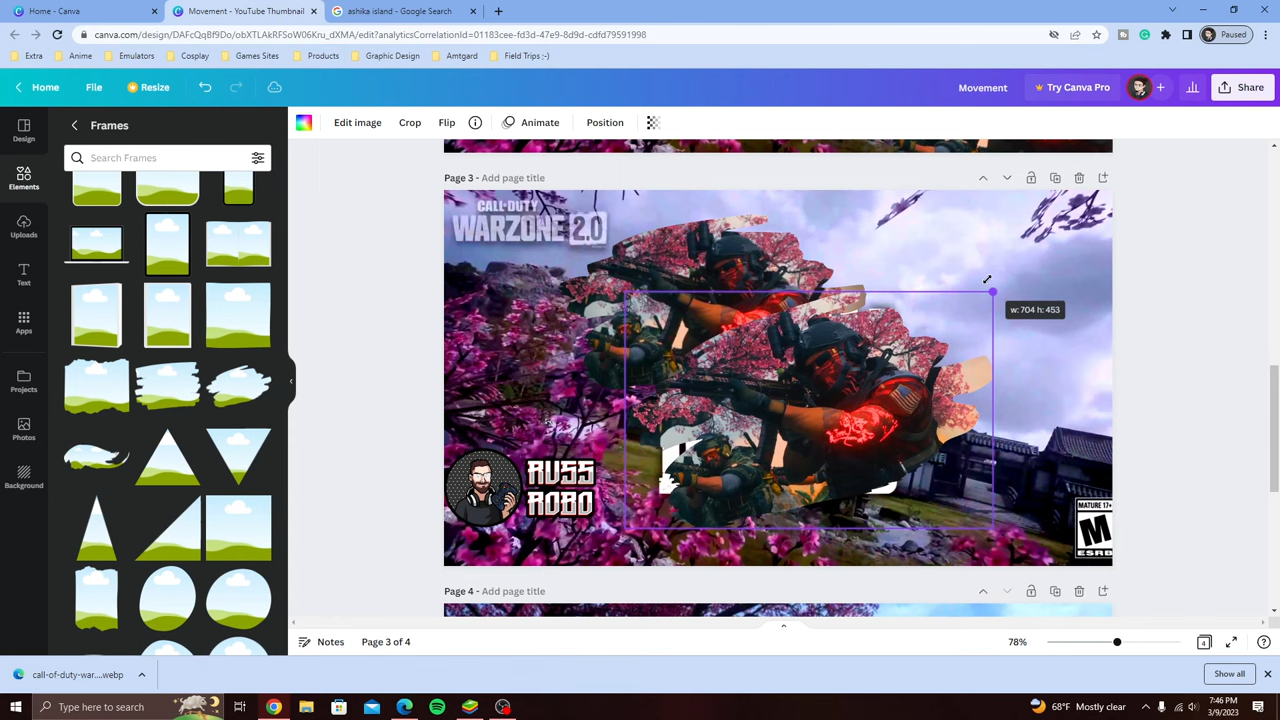 Home - Canva
Movement - YouTube Thumbnail
ashika island - Google Search
canva.com/design/DAFcQqBf9Do/obXTLAkRFSoW06Kru_dXMA/edit?analyticsCorrelationId=01183cee-fd3d-47e9-8d9d-cdfd79591998
Paused
Extra
Anime
Emulators
Cosplay
Games Sites
Products
Graphic Design
Amtgard
Field Trips ;-)
Home
File
Resize
Movement
Try Canva Pro
Share
Design
Elements
Uploads
Text
Apps
Projects
Photos
Background
Frames
Search Frames
Edit image
Crop
Flip
Animate
Position
Page 3 - Add page title
CALL·DUTY
WARZONE 2.0
w: 704 h: 453
RUSS
ROBO
MATURE 17+
M
ESRB
Page 4 - Add page title
Notes
Page 3 of 4
78%
4
call-of-duty-war....webp
Show all
Type here to search
68°F Mostly clear
7:46 PM
3/9/2023